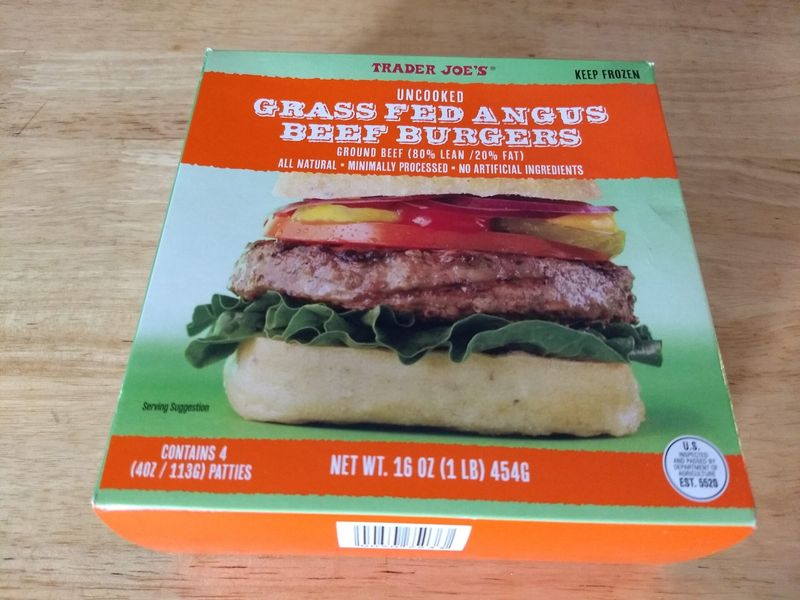 TRADER JOE'S®
KEEP FROZEN
UNCOOKED
GRASS FED ANGUS
BEEF BURGERS
GROUND BEEF (80% LEAN /20% FAT)
ALL NATURAL • MINIMALLY PROCESSED • NO ARTIFICIAL INGREDIENTS
Serving Suggestion
CONTAINS 4
(4OZ / 113G) PATTIES
NET WT. 16 OZ (1 LB) 454G
U.S.
INSPECTED
AND PASSED BY
DEPARTMENT OF
AGRICULTURE
EST. 5520